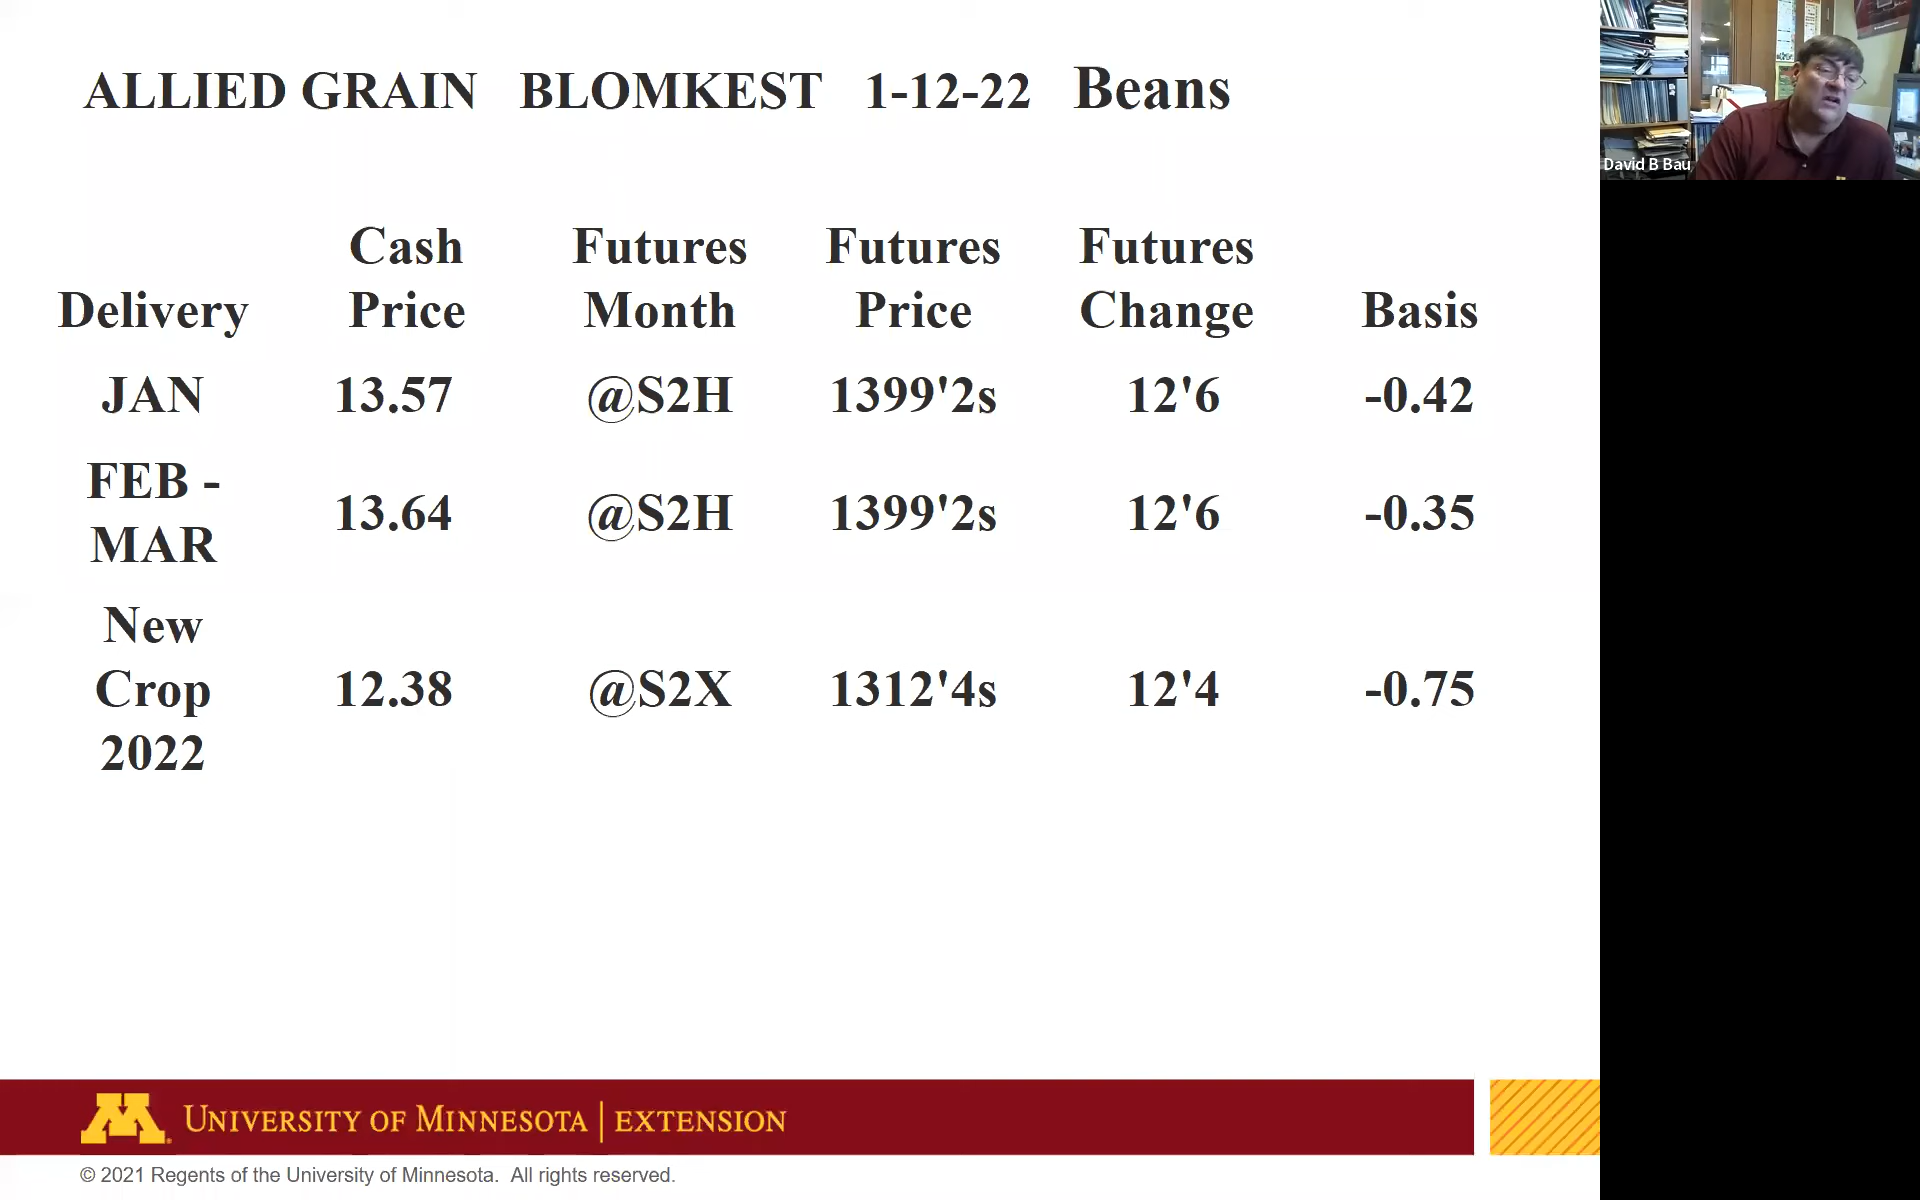 ALLIED GRAIN BLOMKEST 1-12-22 Beans
Delivery Cash Price Futures Month Futures Price Futures Change Basis
JAN 13.57 @S2H 1399'2s 12'6 -0.42
FEB - MAR 13.64 @S2H 1399'2s 12'6 -0.35
New Crop 2022 12.38 @S2X 1312'4s 12'4 -0.75
UNIVERSITY OF MINNESOTA | EXTENSION
© 2021 Regents of the University of Minnesota. All rights reserved.
David B Bau